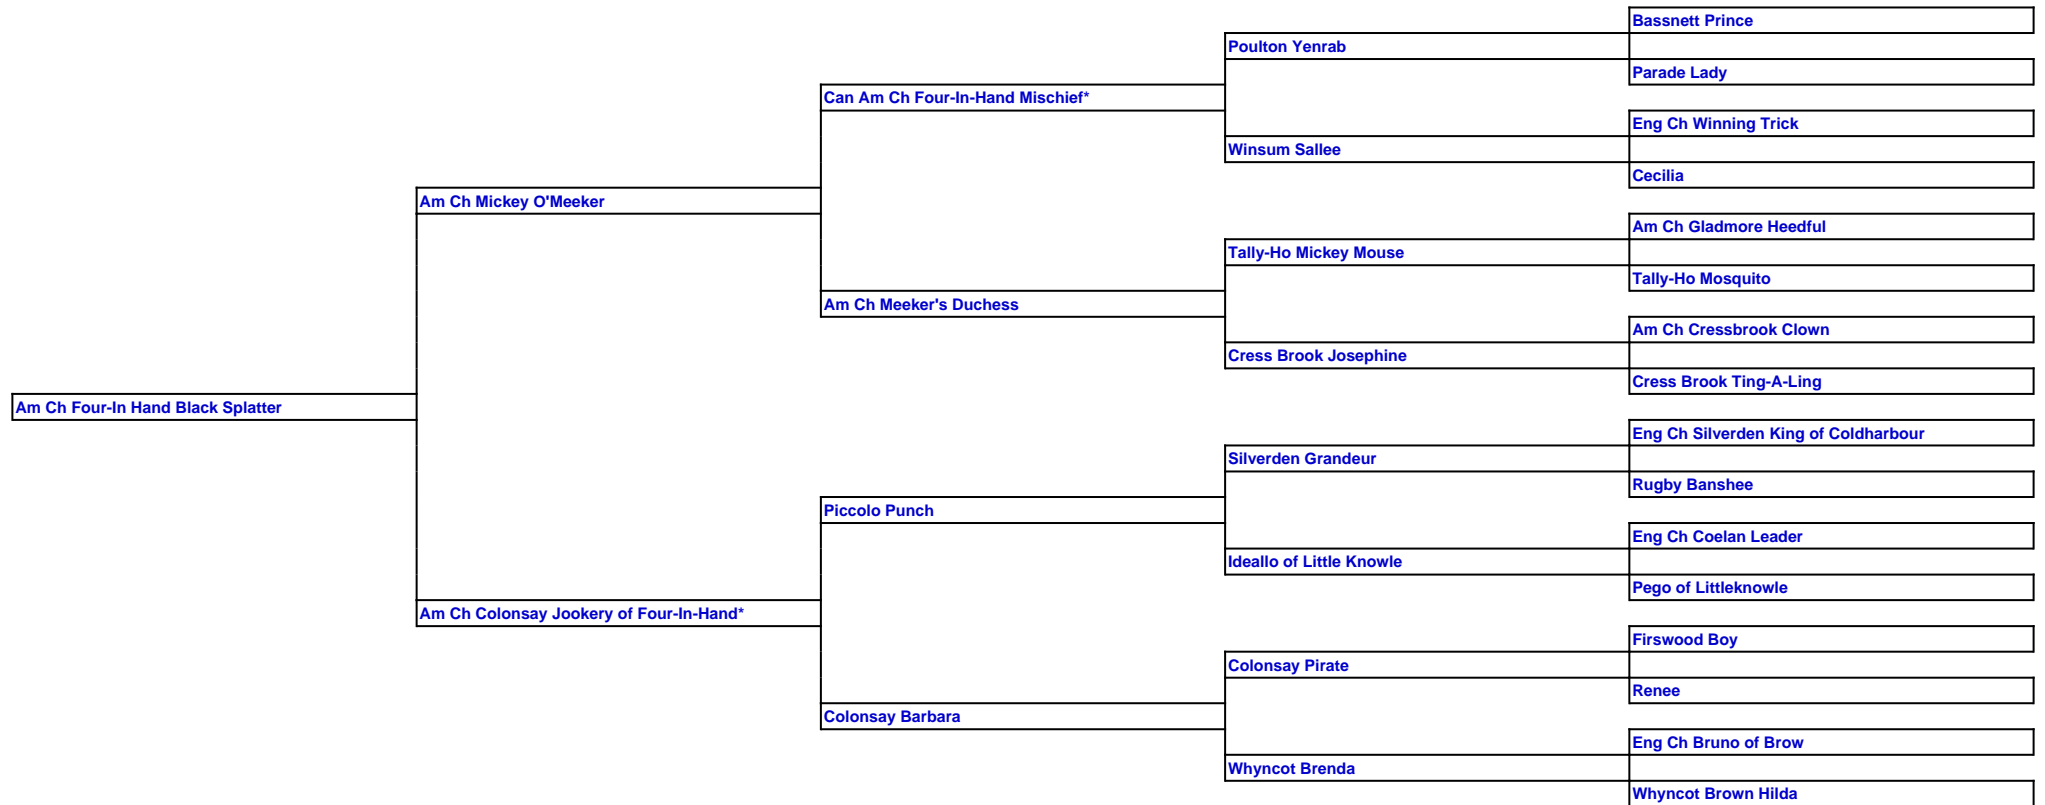 Bassnett Prince
Poulton Yenrab
Parade Lady
Can Am Ch Four-In-Hand Mischief*
Eng Ch Winning Trick
Winsum Sallee
Cecilia
Am Ch Mickey O'Meeker
Am Ch Gladmore Heedful
Tally-Ho Mickey Mouse
Tally-Ho Mosquito
Am Ch Meeker's Duchess
Am Ch Cressbrook Clown
Cress Brook Josephine
Cress Brook Ting-A-Ling
Am Ch Four-In Hand Black Splatter
Eng Ch Silverden King of Coldharbour
Silverden Grandeur
Rugby Banshee
Piccolo Punch
Eng Ch Coelan Leader
Ideallo of Little Knowle
Pego of Littleknowle
Am Ch Colonsay Jookery of Four-In-Hand*
Firswood Boy
Colonsay Pirate
Renee
Colonsay Barbara
Eng Ch Bruno of Brow
Whyncot Brenda
Whyncot Brown Hilda